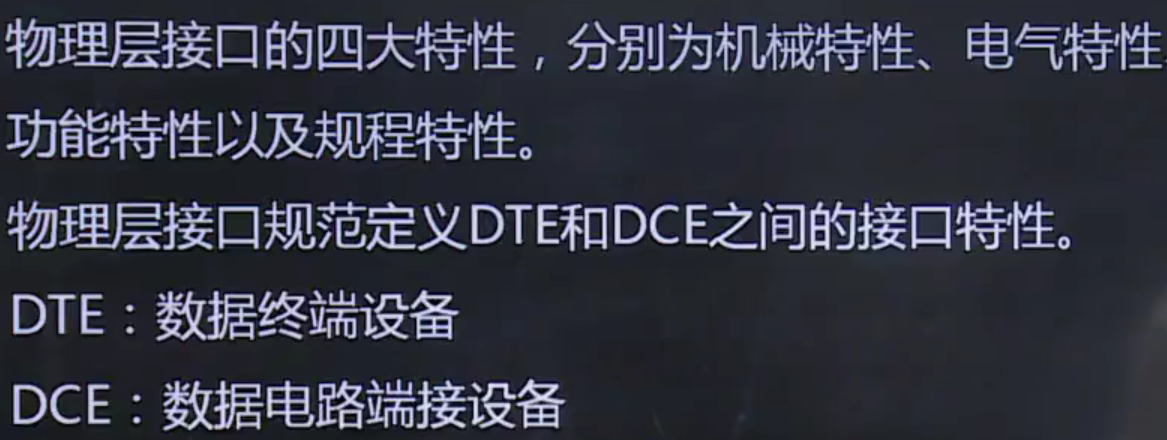 物理层接口的四大特性，分别为机械特性、电气特性、
功能特性以及规程特性。
物理层接口规范定义DTE和DCE之间的接口特性。
DTE：数据终端设备
DCE：数据电路端接设备